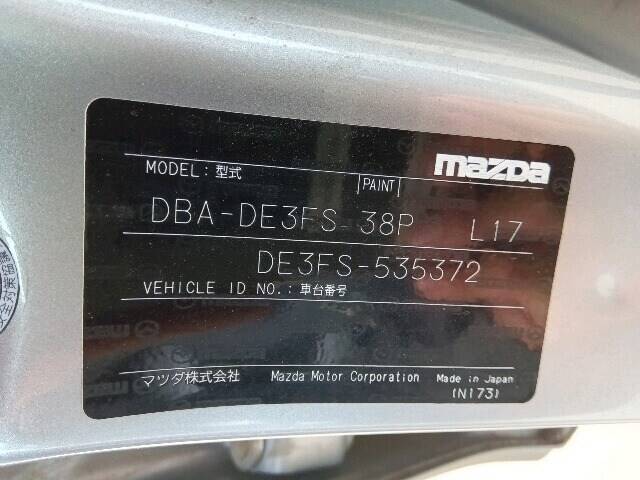 mazda
MODEL: 型式 PAINT
DBA-DE3FS 38P L17
DE3FS-535372
VEHICLE ID NO.: 車台番号
マツダ株式会社 Mazda Motor Corporation Made in Japan
(N173)